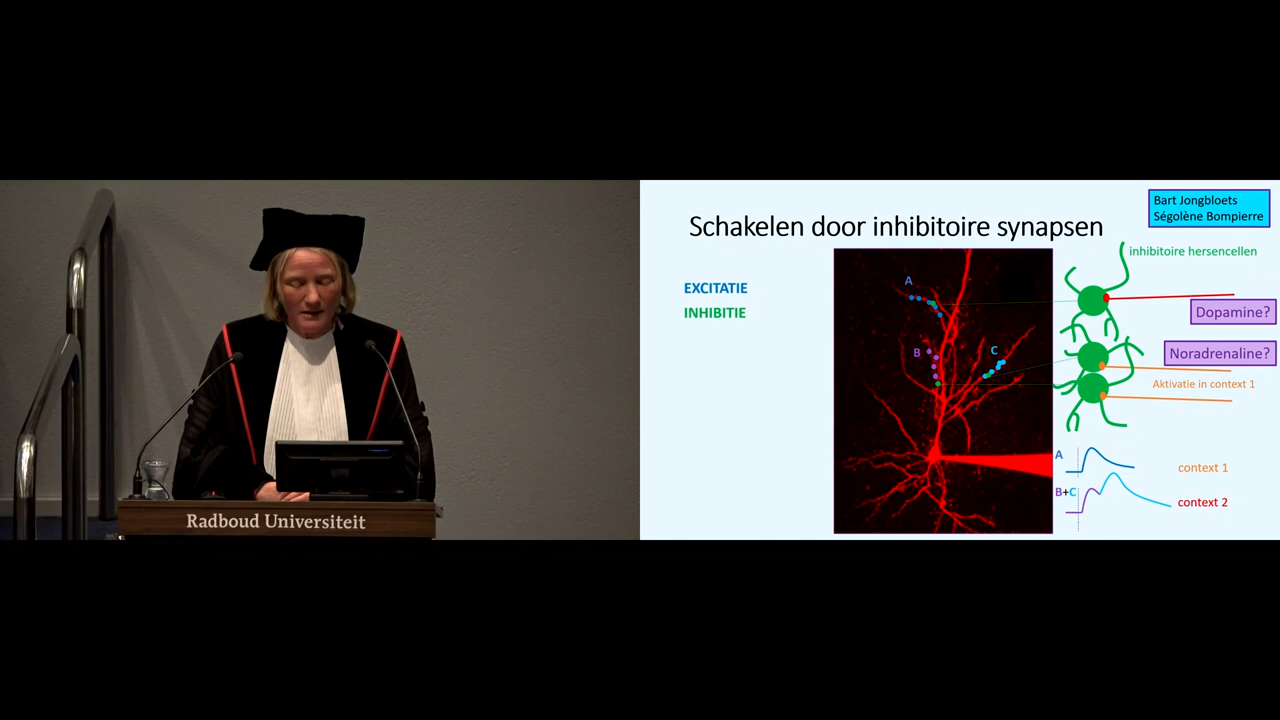 Radboud Universiteit
Bart Jongbloets
Ségolène Bompierre
Schakelen door inhibitoire synapsen
inhibitoire hersencellen
EXCITATIE
INHIBITIE
A
B
C
Dopamine?
Noradrenaline?
Aktivatie in context 1
A
context 1
B+C
context 2